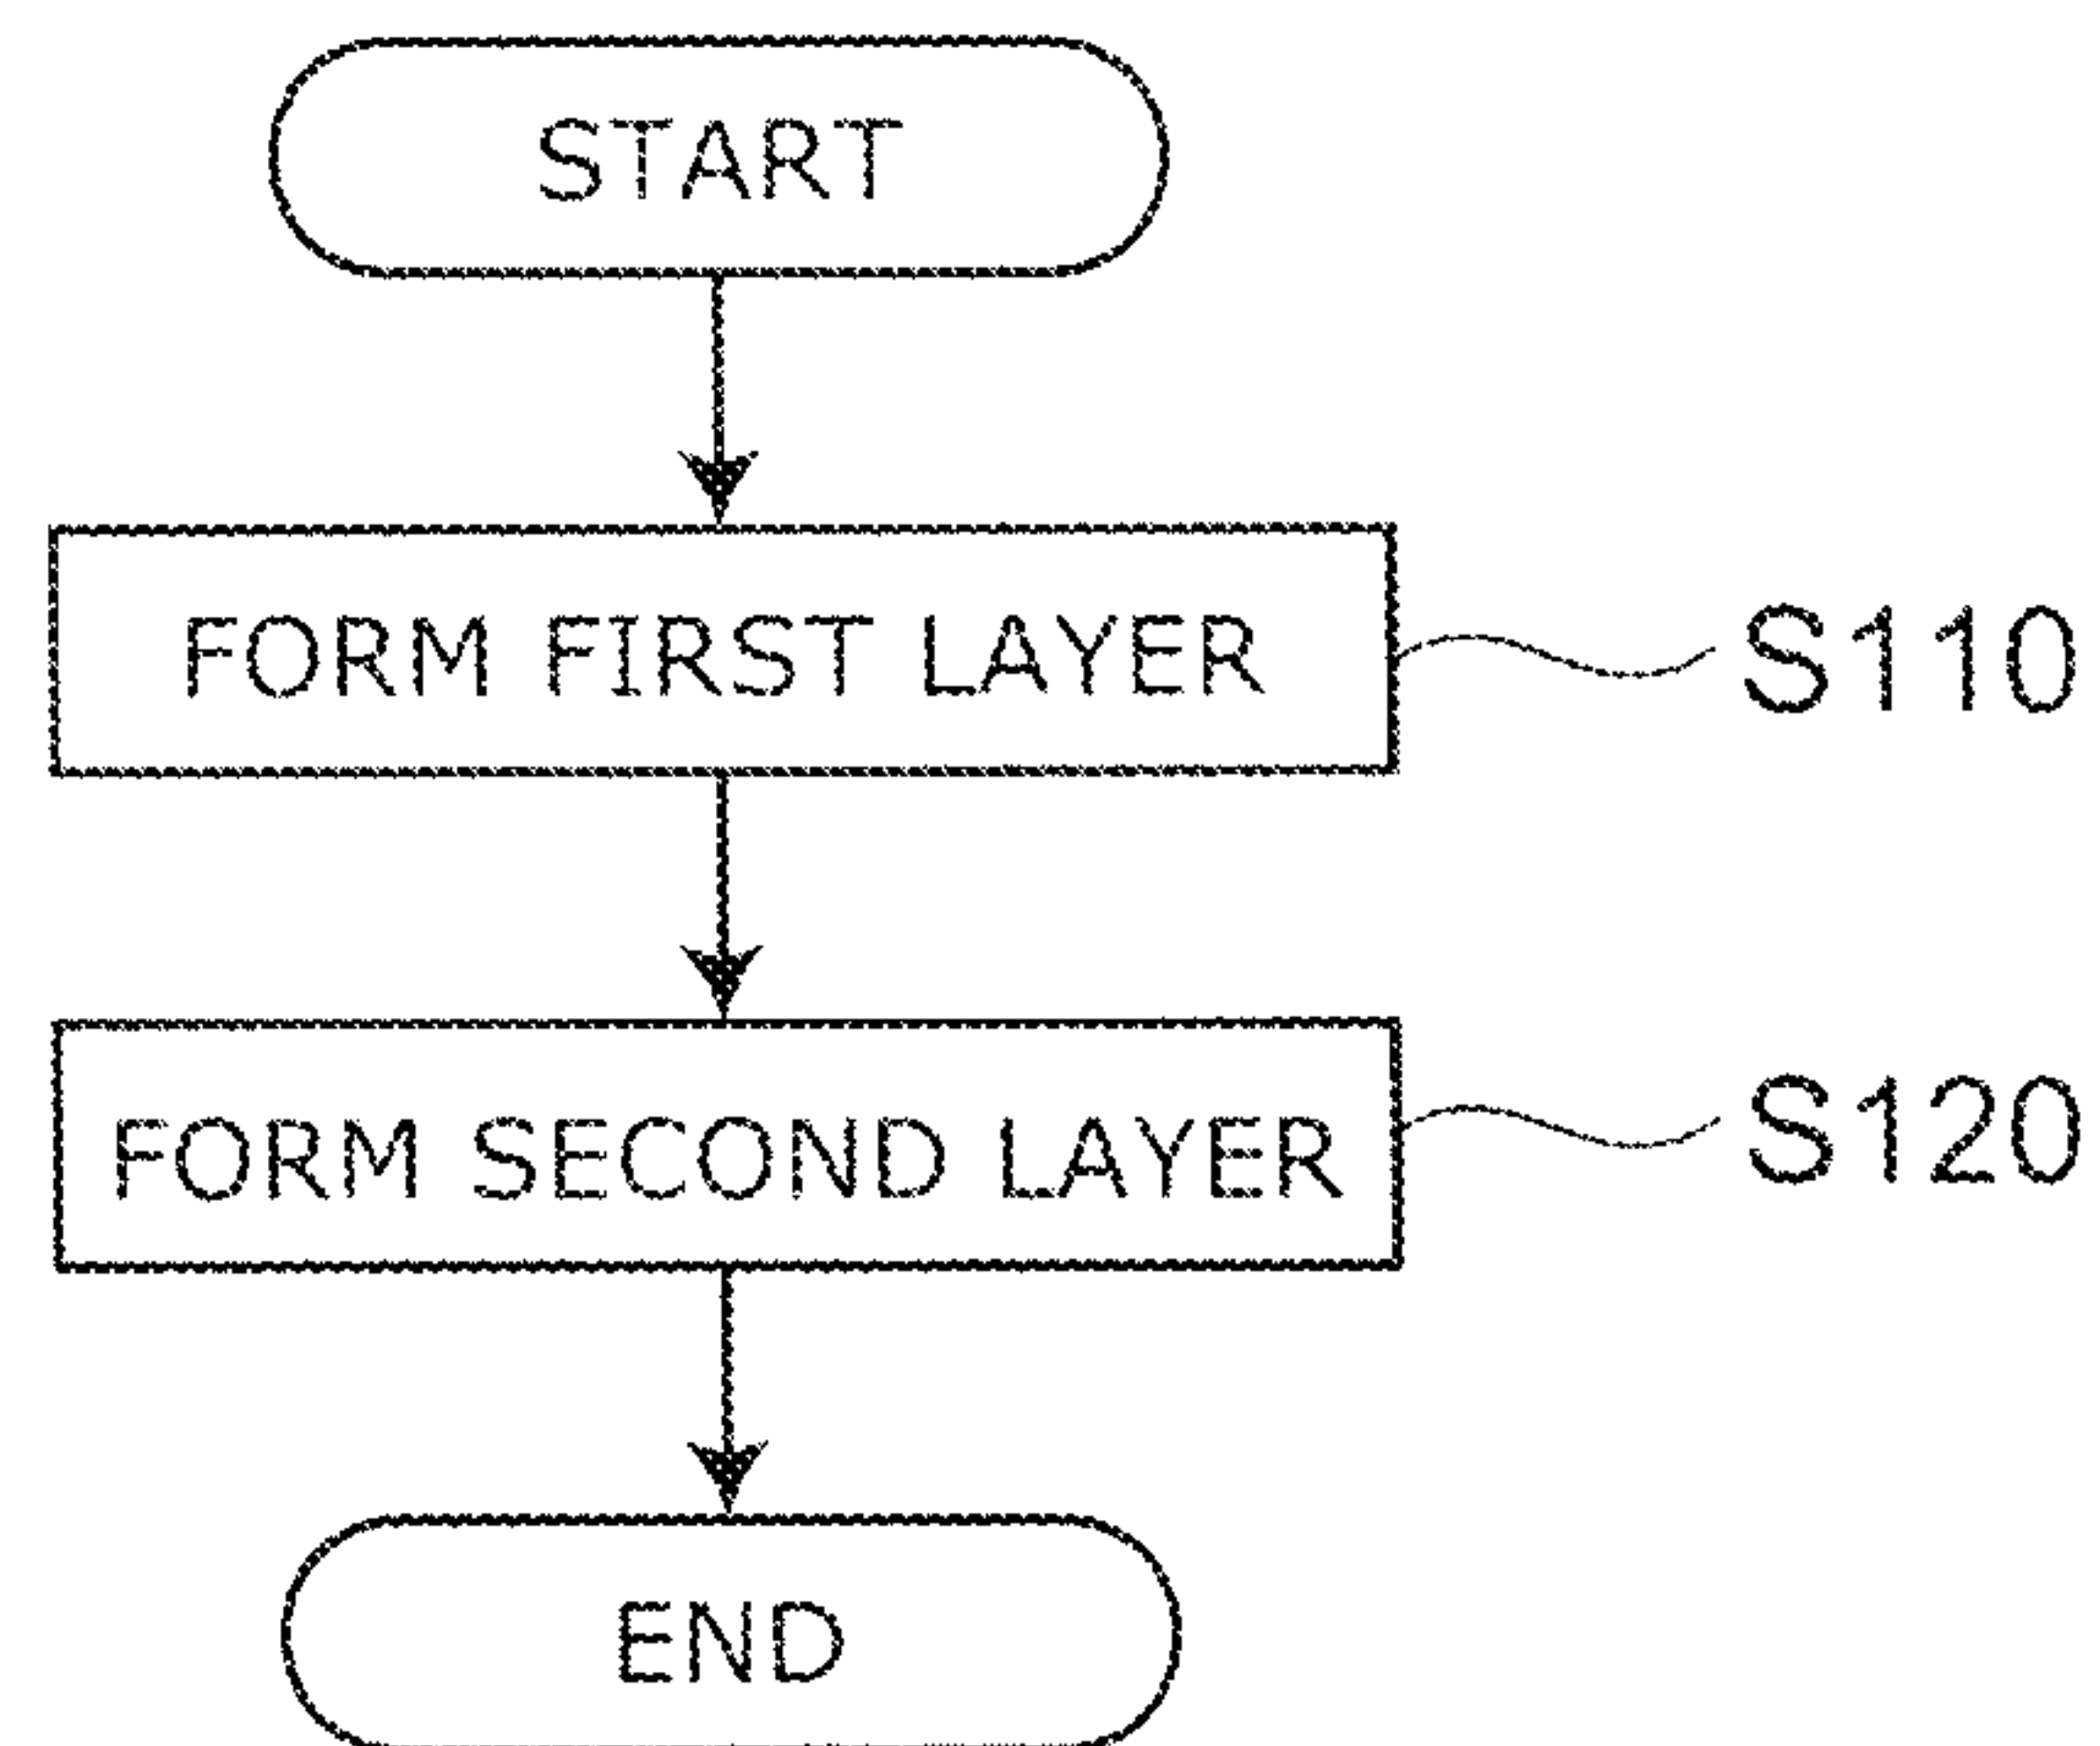 START
FORM FIRST LAYER
S110
FORM SECOND LAYER
S120
END